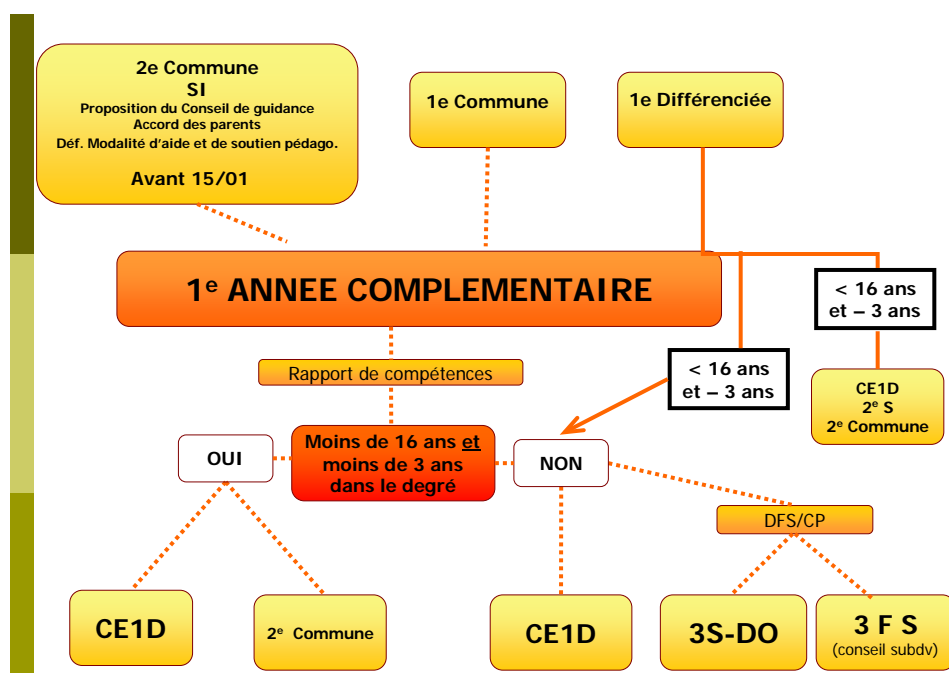 2e Commune
SI
Proposition du Conseil de guidance
Accord des parents
Déf. Modalité d'aide et de soutien pédago.
Avant 15/01
1e Commune
1e Différenciée
1e ANNEE COMPLEMENTAIRE
< 16 ans
et – 3 ans
Rapport de compétences
< 16 ans
et – 3 ans
CE1D
2e S
2e Commune
OUI
Moins de 16 ans et
moins de 3 ans
dans le degré
NON
DFS/CP
CE1D
2e Commune
CE1D
3S-DO
3 F S
(conseil subdv)